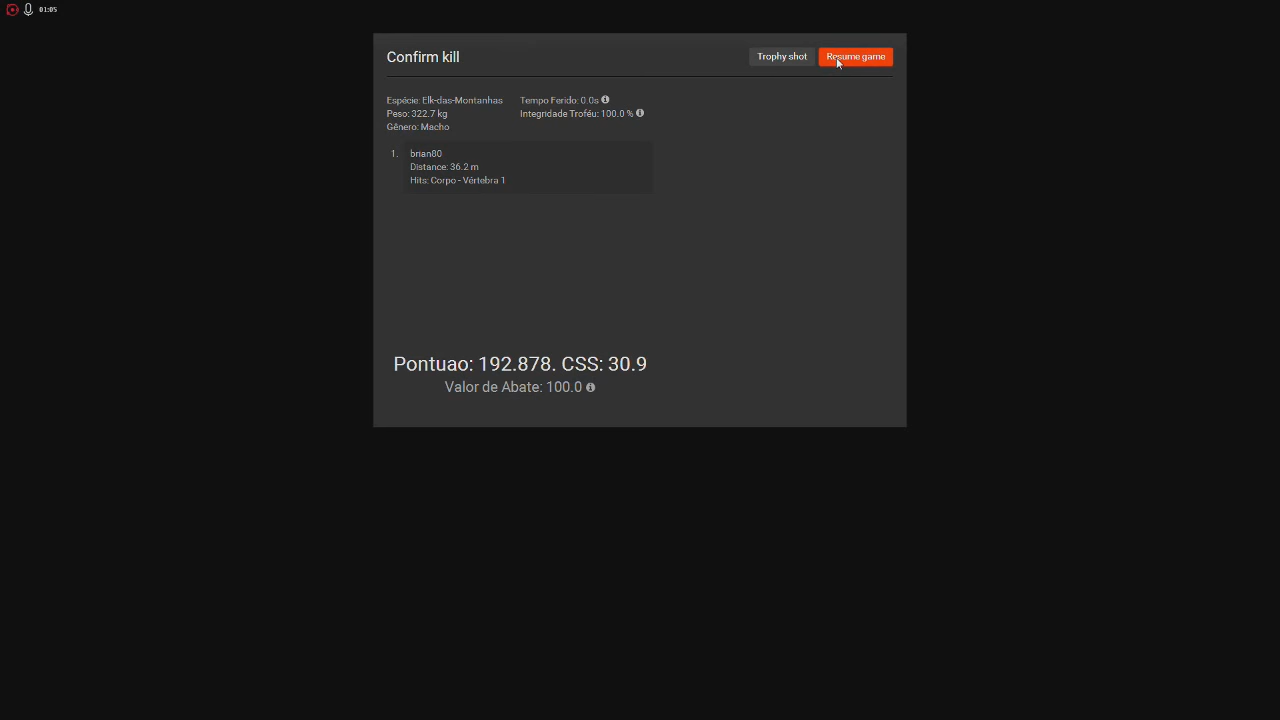 01:05
Confirm kill
Trophy shot
Resume game
Espécie: Elk-das-Montanhas
Peso: 322.7 kg
Gênero: Macho
Tempo Ferido: 0.0s
Integridade Troféu: 100.0 %
1. brian80
Distance: 36.2 m
Hits: Corpo - Vértebra 1
Pontuao: 192.878. CSS: 30.9
Valor de Abate: 100.0